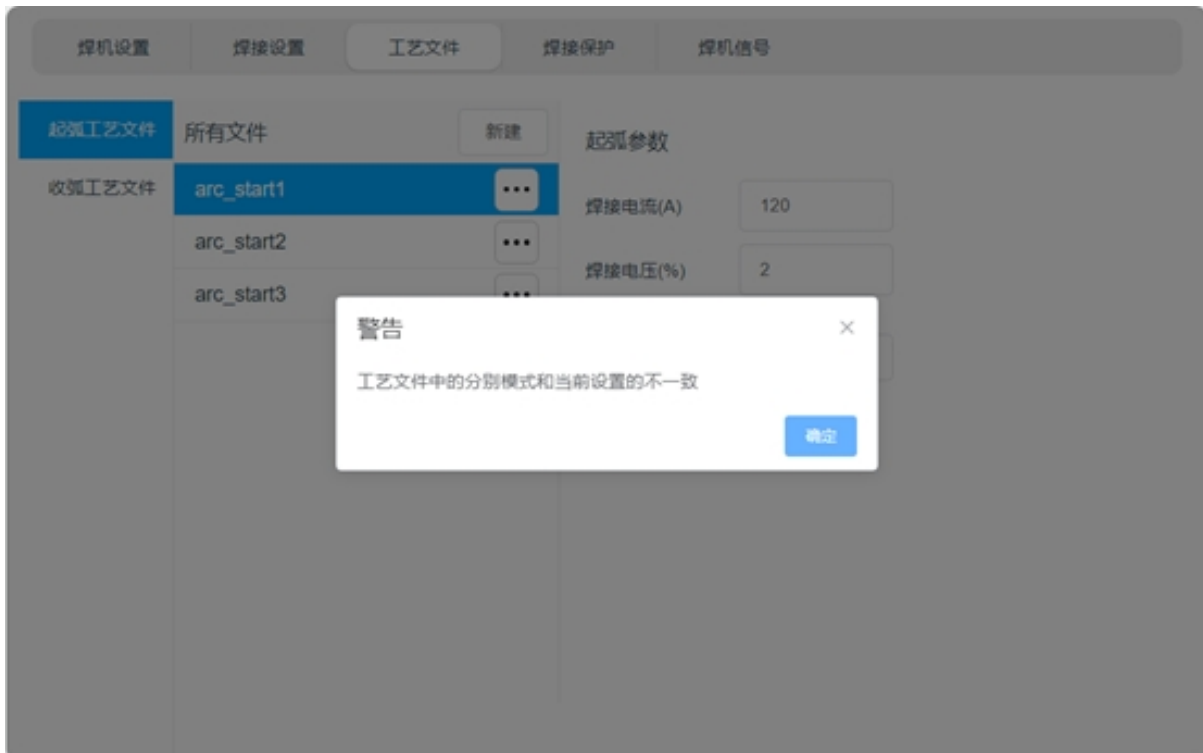 焊机设置 焊接设置 工艺文件 焊接保护 焊机信号
起弧工艺文件 所有文件 新建 起弧参数
收弧工艺文件 arc_start1 ••• 焊接电流(A) 120
arc_start2 ••• 焊接电压(%) 2
arc_start3 •••
警告 ×
工艺文件中的分别模式和当前设置的不一致
确定